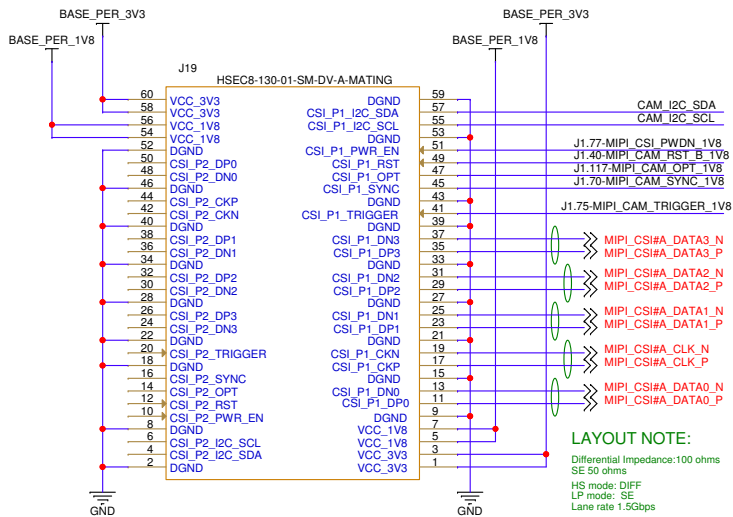 BASE_PER_3V3
BASE_PER_1V8
BASE_PER_3V3
BASE_PER_1V8
J19
HSEC8-130-01-SM-DV-A-MATING
60 VCC_3V3 DGND 59
58 VCC_3V3 CSI_P1_I2C_SDA 57 CAM_I2C_SDA
56 VCC_1V8 CSI_P1_I2C_SCL 55 CAM_I2C_SCL
54 VCC_1V8 DGND 53
52 DGND CSI_P1_PWR_EN 51 J1.77-MIPI_CSI_PWDN_1V8
50 CSI_P2_DP0 CSI_P1_RST 49 J1.40-MIPI_CAM_RST_B_1V8
48 CSI_P2_DN0 CSI_P1_OPT 47 J1.117-MIPI_CAM_OPT_1V8
46 DGND CSI_P1_SYNC 45 J1.70-MIPI_CAM_SYNC_1V8
44 CSI_P2_CKP DGND 43
42 CSI_P2_CKN CSI_P1_TRIGGER 41 J1.75-MIPI_CAM_TRIGGER_1V8
40 DGND DGND 39
38 CSI_P2_DP1 CSI_P1_DN3 37 MIPI_CSI#A_DATA3_N
36 CSI_P2_DN1 CSI_P1_DP3 35 MIPI_CSI#A_DATA3_P
34 DGND DGND 33
32 CSI_P2_DP2 CSI_P1_DN2 31 MIPI_CSI#A_DATA2_N
30 CSI_P2_DN2 CSI_P1_DP2 29 MIPI_CSI#A_DATA2_P
28 DGND DGND 27
26 CSI_P2_DP3 CSI_P1_DN1 25 MIPI_CSI#A_DATA1_N
24 CSI_P2_DN3 CSI_P1_DP1 23 MIPI_CSI#A_DATA1_P
22 DGND DGND 21
20 CSI_P2_TRIGGER CSI_P1_CKN 19 MIPI_CSI#A_CLK_N
18 DGND CSI_P1_CKP 17 MIPI_CSI#A_CLK_P
16 CSI_P2_SYNC DGND 15
14 CSI_P2_OPT CSI_P1_DN0 13 MIPI_CSI#A_DATA0_N
12 CSI_P2_RST CSI_P1_DP0 11 MIPI_CSI#A_DATA0_P
10 CSI_P2_PWR_EN DGND 9
8 DGND VCC_1V8 7
6 CSI_P2_I2C_SCL VCC_1V8 5
4 CSI_P2_I2C_SDA VCC_3V3 3
2 DGND VCC_3V3 1
GND
GND
LAYOUT NOTE:
Differential Impedance:100 ohms
SE 50 ohms
HS mode: DIFF
LP mode: SE
Lane rate 1.5Gbps